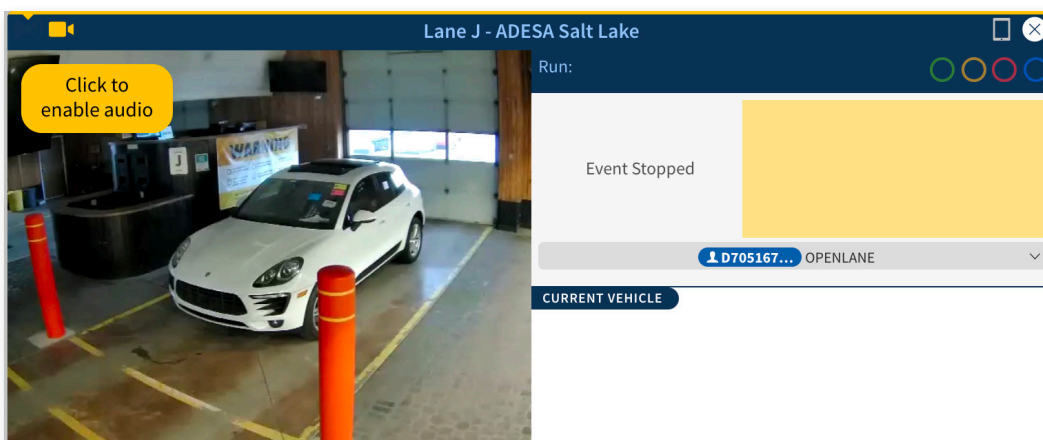 Lane J - ADESA Salt Lake
Click to
enable audio
WARNING
J
Run:
Event Stopped
D705167... OPENLANE
CURRENT VEHICLE